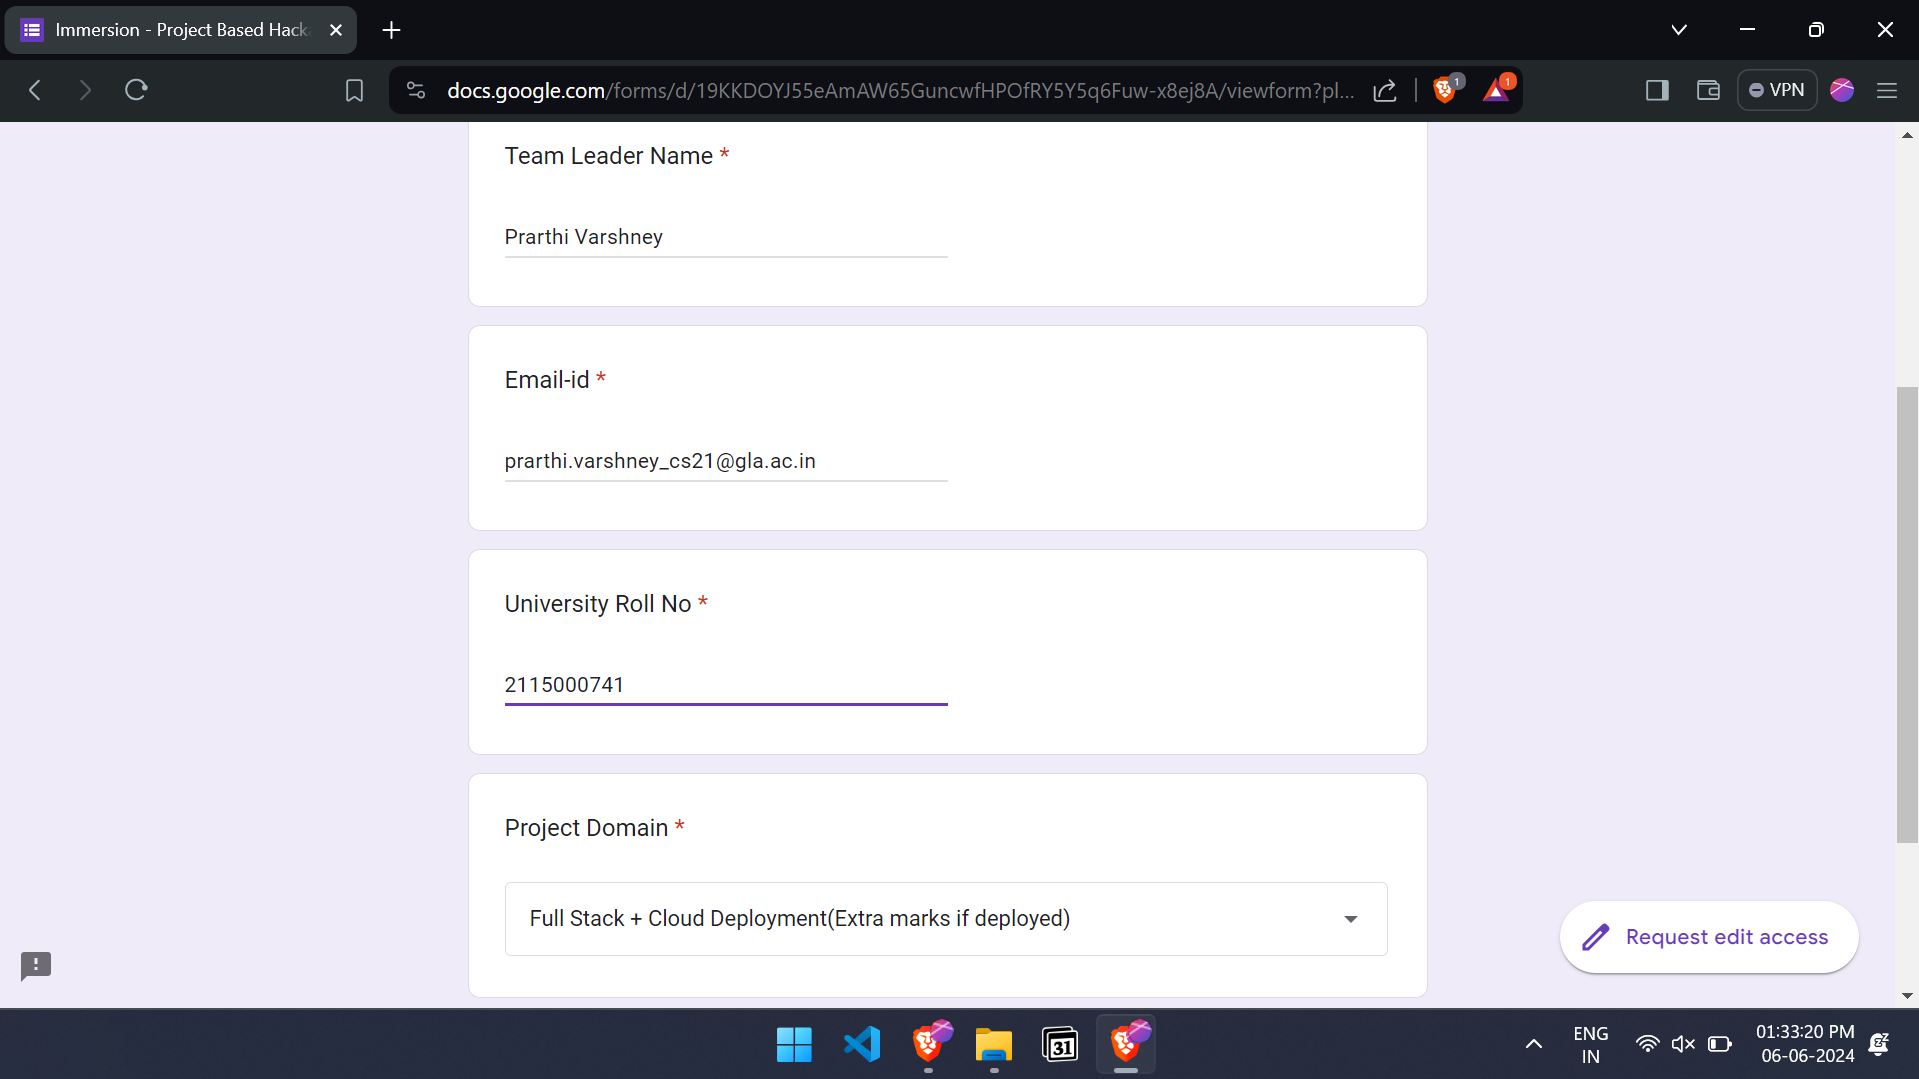 Immersion - Project Based Hack
docs.google.com/forms/d/19KKDOYJ55eAmAW65GuncwfHPOfRY5Y5q6Fuw-x8ej8A/viewform?pl...
1
1
VPN
Team Leader Name *
Prarthi Varshney
Email-id *
prarthi.varshney_cs21@gla.ac.in
University Roll No *
2115000741
Project Domain *
Full Stack + Cloud Deployment(Extra marks if deployed)
Request edit access
31
ENG
IN
01:33:20 PM
06-06-2024